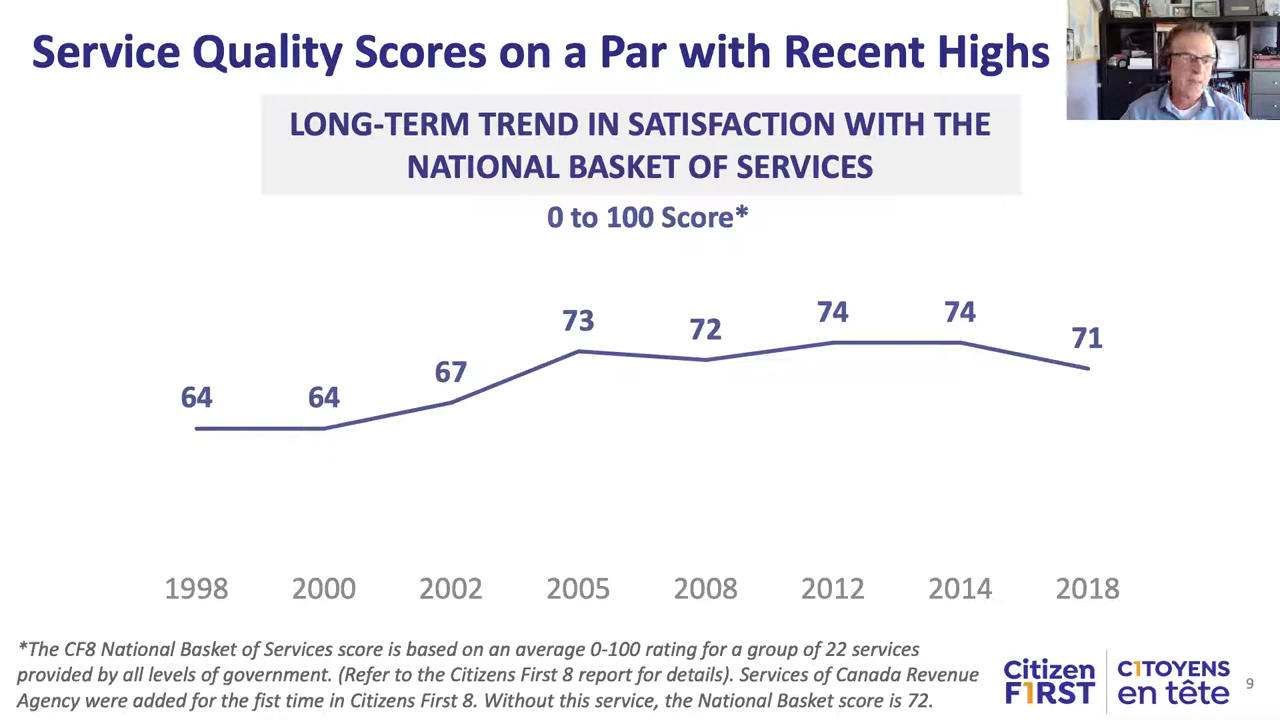 Service Quality Scores on a Par with Recent Highs
LONG-TERM TREND IN SATISFACTION WITH THE
NATIONAL BASKET OF SERVICES
0 to 100 Score*
64
64
67
73
72
74
74
71
1998
2000
2002
2005
2008
2012
2014
2018
*The CF8 National Basket of Services score is based on an average 0-100 rating for a group of 22 services
provided by all levels of government. (Refer to the Citizens First 8 report for details). Services of Canada Revenue
Agency were added for the fist time in Citizens First 8. Without this service, the National Basket score is 72.
Citizen
F1RST
C1TOYENS
en tête
9